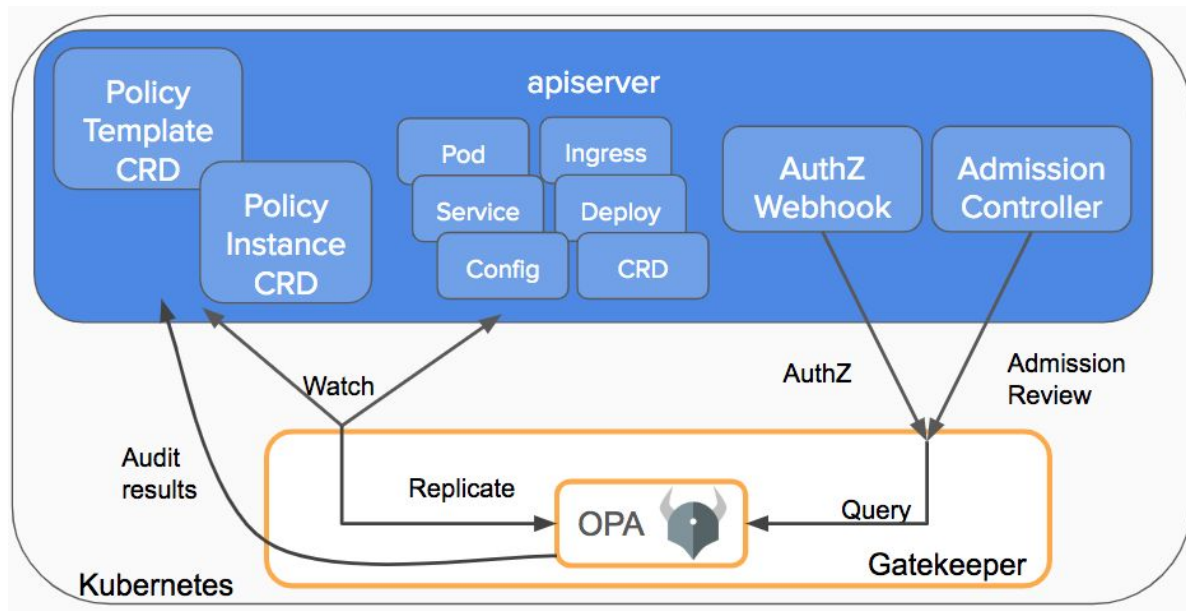 apiserver
Policy
Template
CRD
Policy
Instance
CRD
Pod
Ingress
Service
Deploy
Config
CRD
AuthZ
Webhook
Admission
Controller
Watch
AuthZ
Admission
Review
Audit
results
Replicate
OPA
Query
Gatekeeper
Kubernetes